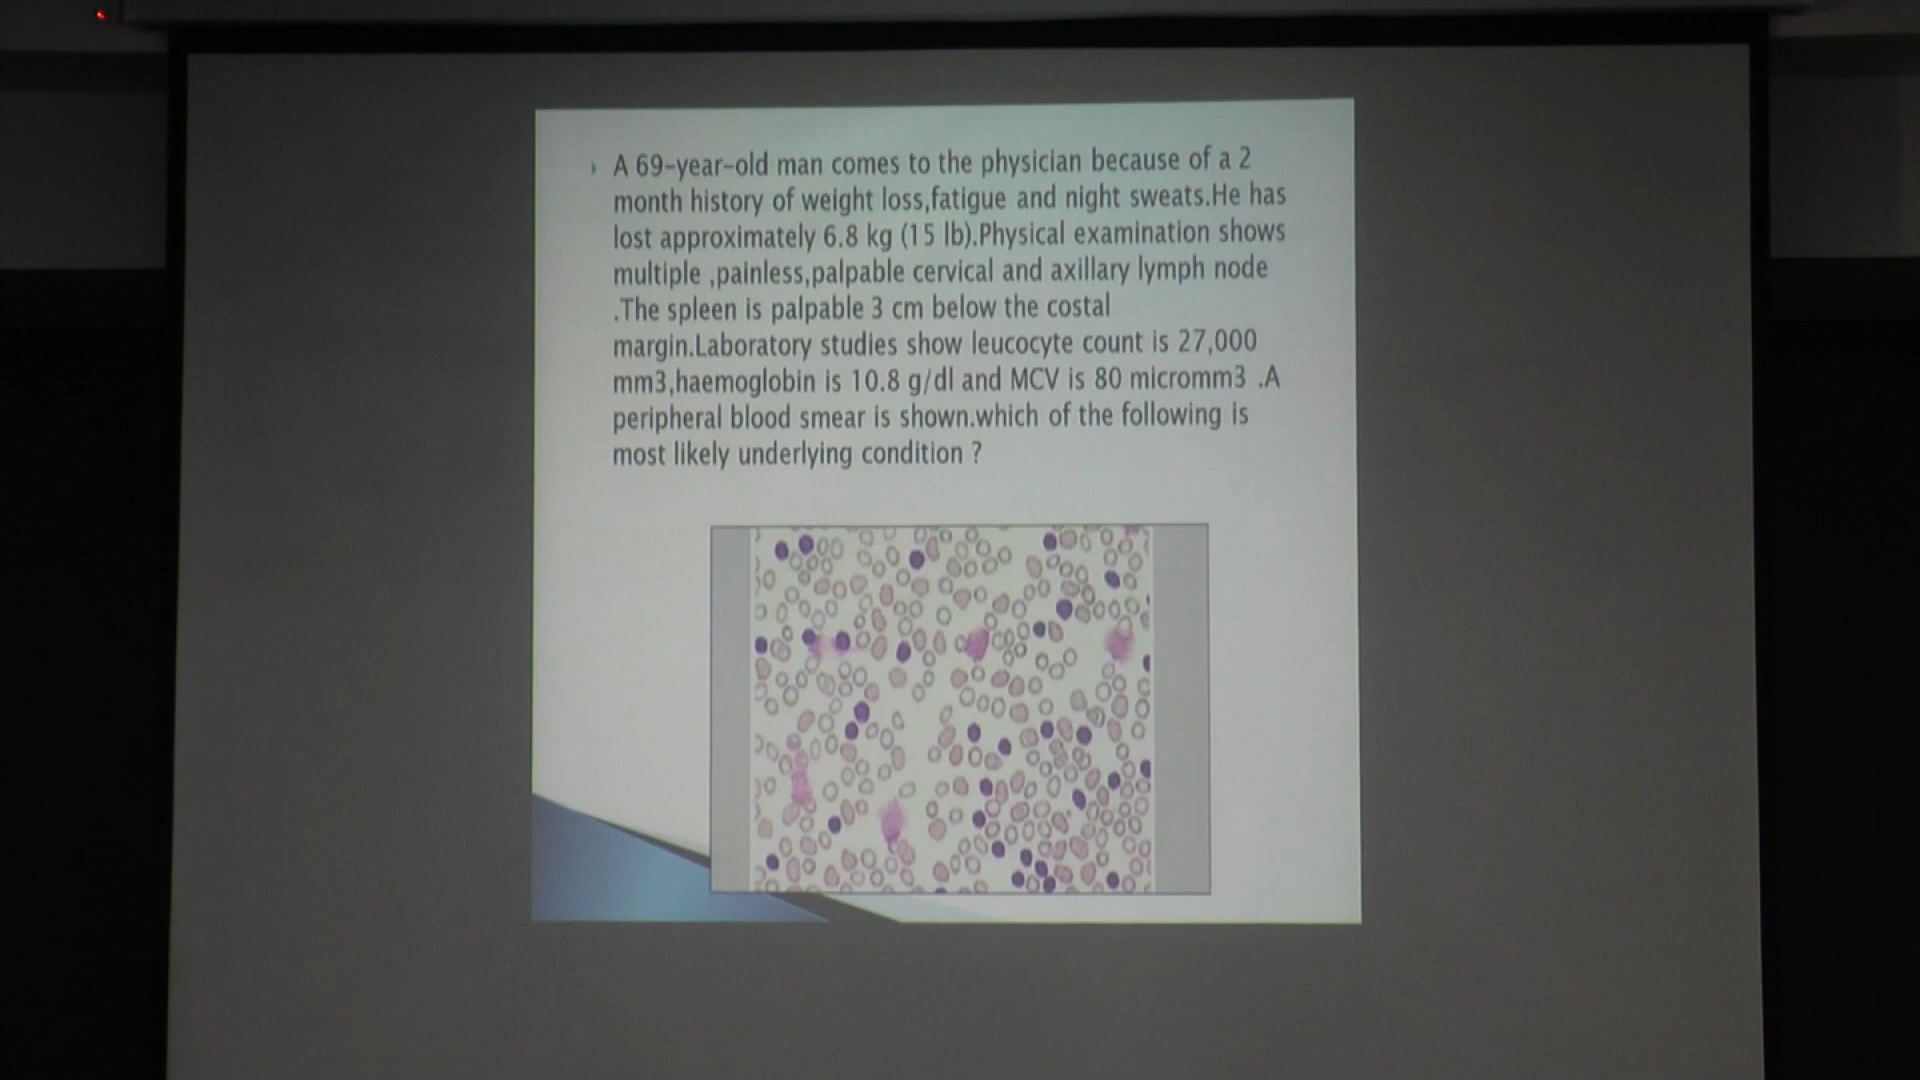 A 69-year-old man comes to the physician because of a 2
month history of weight loss,fatigue and night sweats.He has
lost approximately 6.8 kg (15 lb).Physical examination shows
multiple ,painless,palpable cervical and axillary lymph node
.The spleen is palpable 3 cm below the costal
margin.Laboratory studies show leucocyte count is 27,000
mm3,haemoglobin is 10.8 g/dl and MCV is 80 micromm3 .A
peripheral blood smear is shown.which of the following is
most likely underlying condition ?